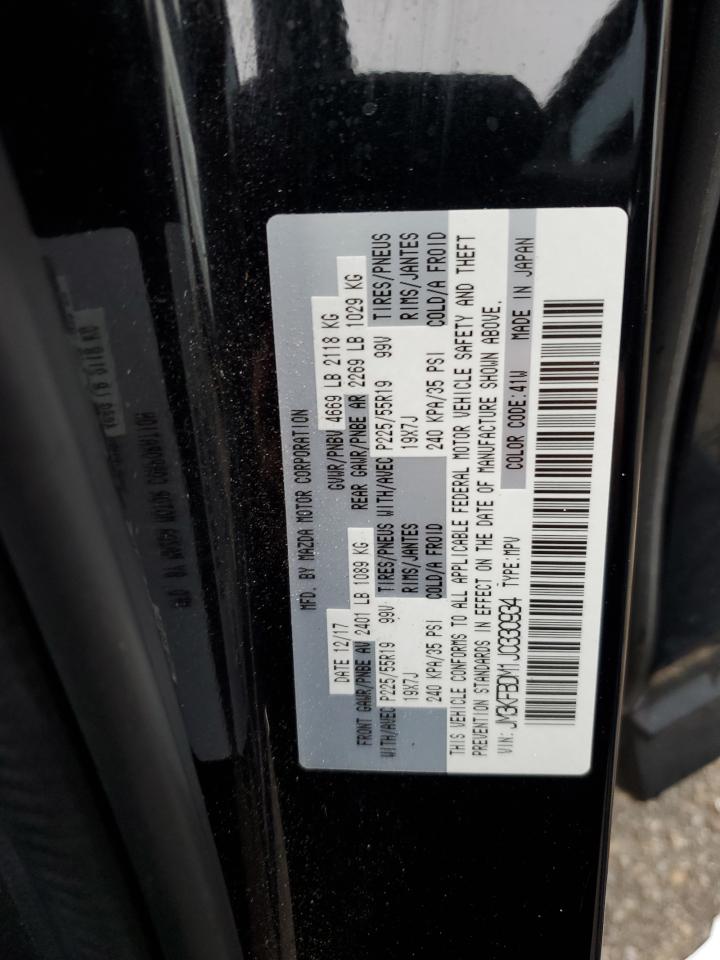 MFD. BY MAZDA MOTOR CORPORATION
DATE 12/17 GVWR/PNBV 4669 LB 2118 KG
FRONT GAWR/PNBE AV 2401 LB 1089 KG REAR GAWR/PNBE AR 2269 LB 1029 KG
WITH/AVEC P225/55R19 99V TIRES/PNEUS WITH/AVEC P225/55R19 99V TIRES/PNEUS
19X7J RIMS/JANTES 19X7J RIMS/JANTES
240 KPA/35 PSI COLD/A FROID 240 KPA/35 PSI COLD/A FROID
THIS VEHICLE CONFORMS TO ALL APPLICABLE FEDERAL MOTOR VEHICLE SAFETY AND THEFT
PREVENTION STANDARDS IN EFFECT ON THE DATE OF MANUFACTURE SHOWN ABOVE.
VIN: JM3KFBDM1J0330934 TYPE:MPV COLOR CODE:41W MADE IN JAPAN